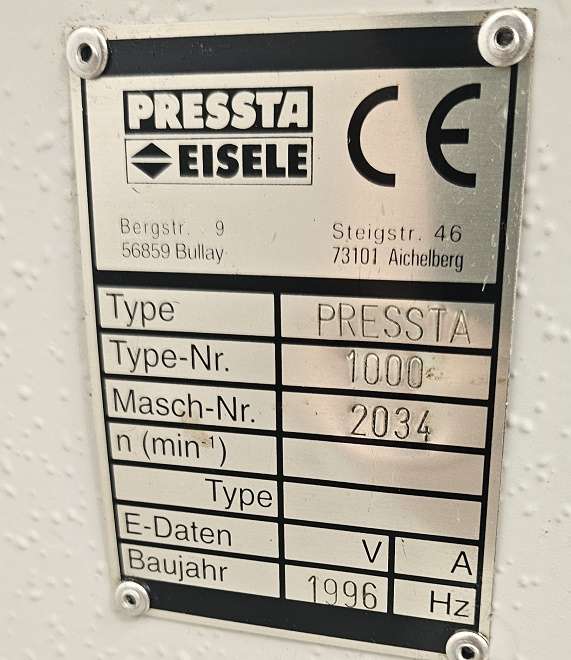 PRESSTA
EISELE
CE
Bergstr. 9
56859 Bullay
Steigstr. 46
73101 Aichelberg
Type PRESSTA
Type-Nr. 1000
Masch-Nr. 2034
n (min⁻¹)
Type
E-Daten V A
Baujahr 1996 Hz